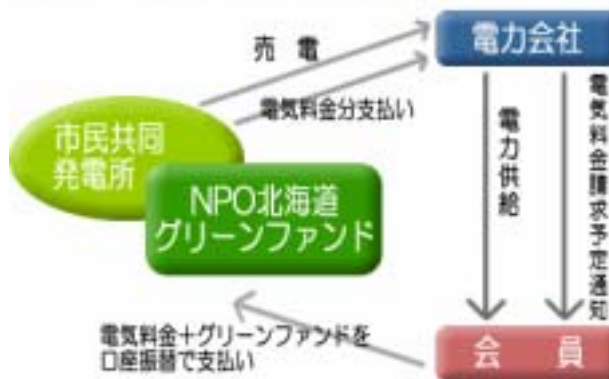 売 電
電力会社
電気料金分支払い
市民共同
発電所
NPO北海道
グリーンファンド
電力供給
電気料金請求予定通知
電気料金+グリーンファンドを
口座振替で支払い
会 員